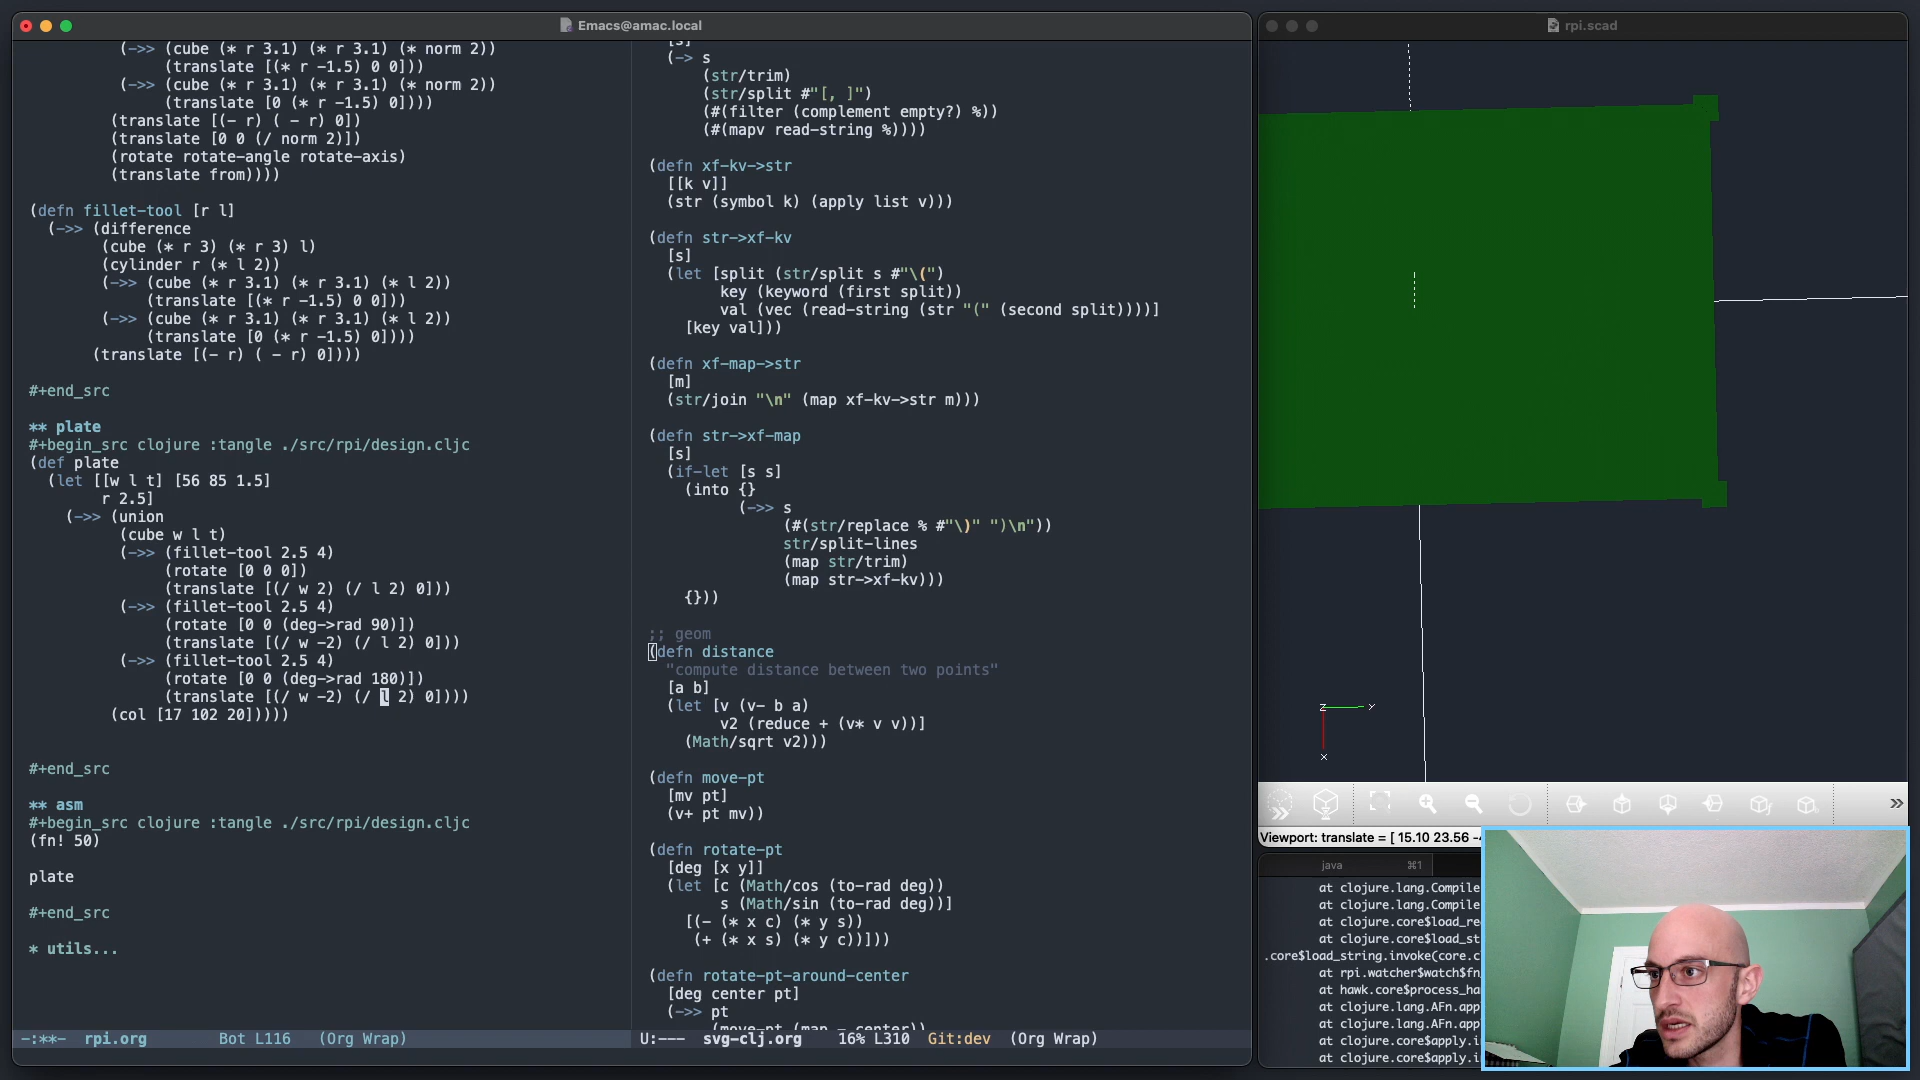 Emacs@amac.local
(->> (cube (* r 3.1) (* r 3.1) (* norm 2))
(translate [(* r -1.5) 0 0]))
(->> (cube (* r 3.1) (* r 3.1) (* norm 2))
(translate [0 (* r -1.5) 0])))
(translate [(- r) ( - r) 0])
(translate [0 0 (/ norm 2)])
(rotate rotate-angle rotate-axis)
(translate from))))
(defn fillet-tool [r l]
(->> (difference
(cube (* r 3) (* r 3) l)
(cylinder r (* l 2))
(->> (cube (* r 3.1) (* r 3.1) (* l 2))
(translate [(* r -1.5) 0 0]))
(->> (cube (* r 3.1) (* r 3.1) (* l 2))
(translate [0 (* r -1.5) 0])))
(translate [(- r) ( - r) 0])))
#+end_src
** plate
#+begin_src clojure :tangle ./src/rpi/design.cljc
(def plate
(let [[w l t] [56 85 1.5]
r 2.5]
(->> (union
(cube w l t)
(->> (fillet-tool 2.5 4)
(rotate [0 0 0])
(translate [(/ w 2) (/ l 2) 0]))
(->> (fillet-tool 2.5 4)
(rotate [0 0 (deg->rad 90)])
(translate [(/ w -2) (/ l 2) 0]))
(->> (fillet-tool 2.5 4)
(rotate [0 0 (deg->rad 180)])
(translate [(/ w -2) (/ l 2) 0])))
(col [17 102 20]))))
#+end_src
** asm
#+begin_src clojure :tangle ./src/rpi/design.cljc
(fn! 50)
plate
#+end_src
* utils...
-:**- rpi.org Bot L116 (Org Wrap)
[s]
(-> s
(str/trim)
(str/split #"[, ]")
(#(filter (complement empty?) %))
(#(mapv read-string %))))
(defn xf-kv->str
[[k v]]
(str (symbol k) (apply list v)))
(defn str->xf-kv
[s]
(let [split (str/split s #"\(")
key (keyword (first split))
val (vec (read-string (str "(" (second split))))]
[key val]))
(defn xf-map->str
[m]
(str/join "\n" (map xf-kv->str m)))
(defn str->xf-map
[s]
(if-let [s s]
(into {}
(->> s
(#(str/replace % #"\)" ")\n"))
str/split-lines
(map str/trim)
(map str->xf-kv)))
{}))
;; geom
(defn distance
"compute distance between two points"
[a b]
(let [v (v- b a)
v2 (reduce + (v* v v))]
(Math/sqrt v2)))
(defn move-pt
[mv pt]
(v+ pt mv))
(defn rotate-pt
[deg [x y]]
(let [c (Math/cos (to-rad deg))
s (Math/sin (to-rad deg))]
[(- (* x c) (* y s))
(+ (* x s) (* y c))]))
(defn rotate-pt-around-center
[deg center pt]
(->> pt
(move-pt (map - center))
U:--- svg-clj.org 16% L310 Git:dev (Org Wrap)
rpi.scad
Z
Y
X
Viewport: translate = [ 15.10 23.56 -
java ⌘1
at clojure.lang.Compile
at clojure.lang.Compile
at clojure.core$load_re
at clojure.core$load_st
.core$load_string.invoke(core.c
at rpi.watcher$watch$fn
at hawk.core$process_ha
at clojure.lang.AFn.app
at clojure.lang.AFn.app
at clojure.core$apply.i
at clojure.core$apply.i